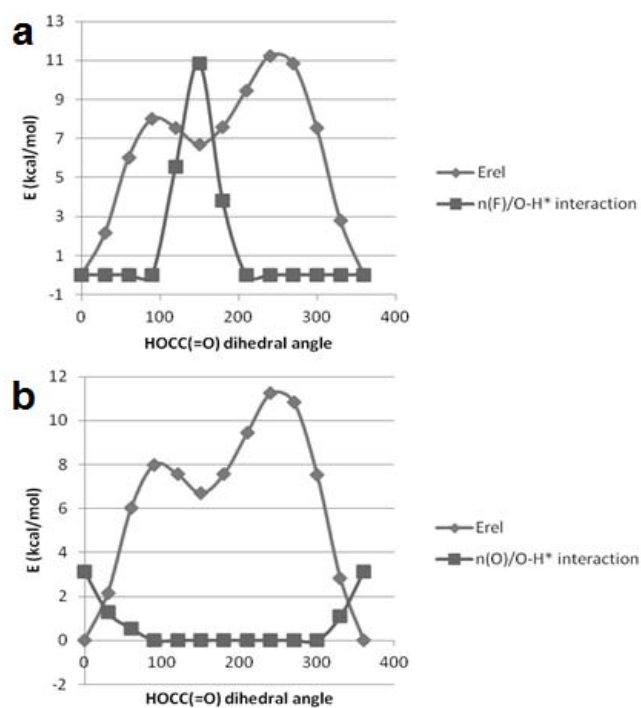 a
E (kcal/mol)
13
11
9
7
5
3
1
-1
0 100 200 300 400
HOCC(=O) dihedral angle
Erel
n(F)/O-H* interaction
b
E (kcal/mol)
12
10
8
6
4
2
0
-2
0 100 200 300 400
HOCC(=O) dihedral angle
Erel
n(O)/O-H* interaction